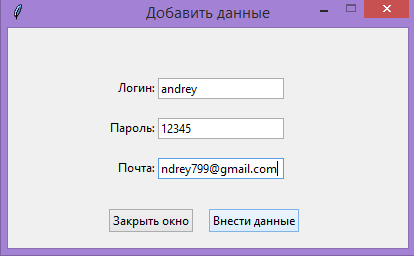 Добавить данные
Логин: andrey
Пароль: 12345
Почта: ndrey799@gmail.com
Закрыть окно Внести данные